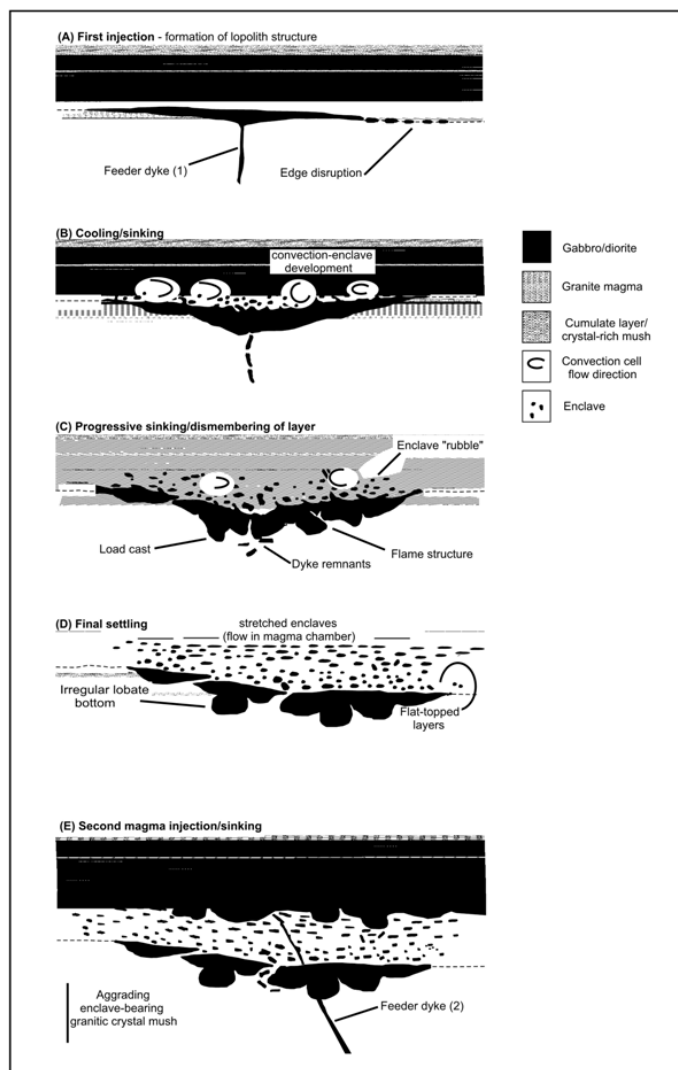 (A) First injection - formation of lopolith structure
Feeder dyke (1)
Edge disruption
(B) Cooling/sinking
convection-enclave
development
Gabbro/diorite
Granite magma
Cumulate layer/
crystal-rich mush
Convection cell
flow direction
Enclave
(C) Progressive sinking/dismembering of layer
Enclave "rubble"
Load cast
Dyke remnants
Flame structure
(D) Final settling
stretched enclaves
(flow in magma chamber)
Irregular lobate
bottom
Flat-topped
layers
(E) Second magma injection/sinking
Aggrading
enclave-bearing
granitic crystal mush
Feeder dyke (2)